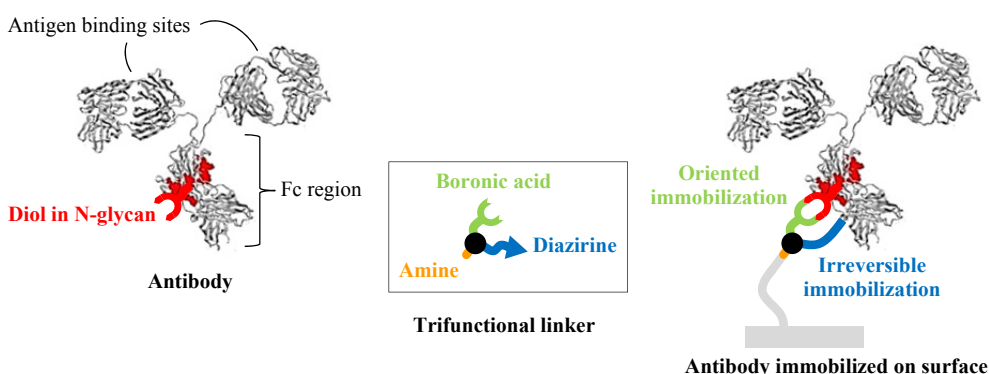 Antigen binding sites
Fc region
Diol in N-glycan
Antibody
Boronic acid
Diazirine
Amine
Trifunctional linker
Oriented
immobilization
Irreversible
immobilization
Antibody immobilized on surface